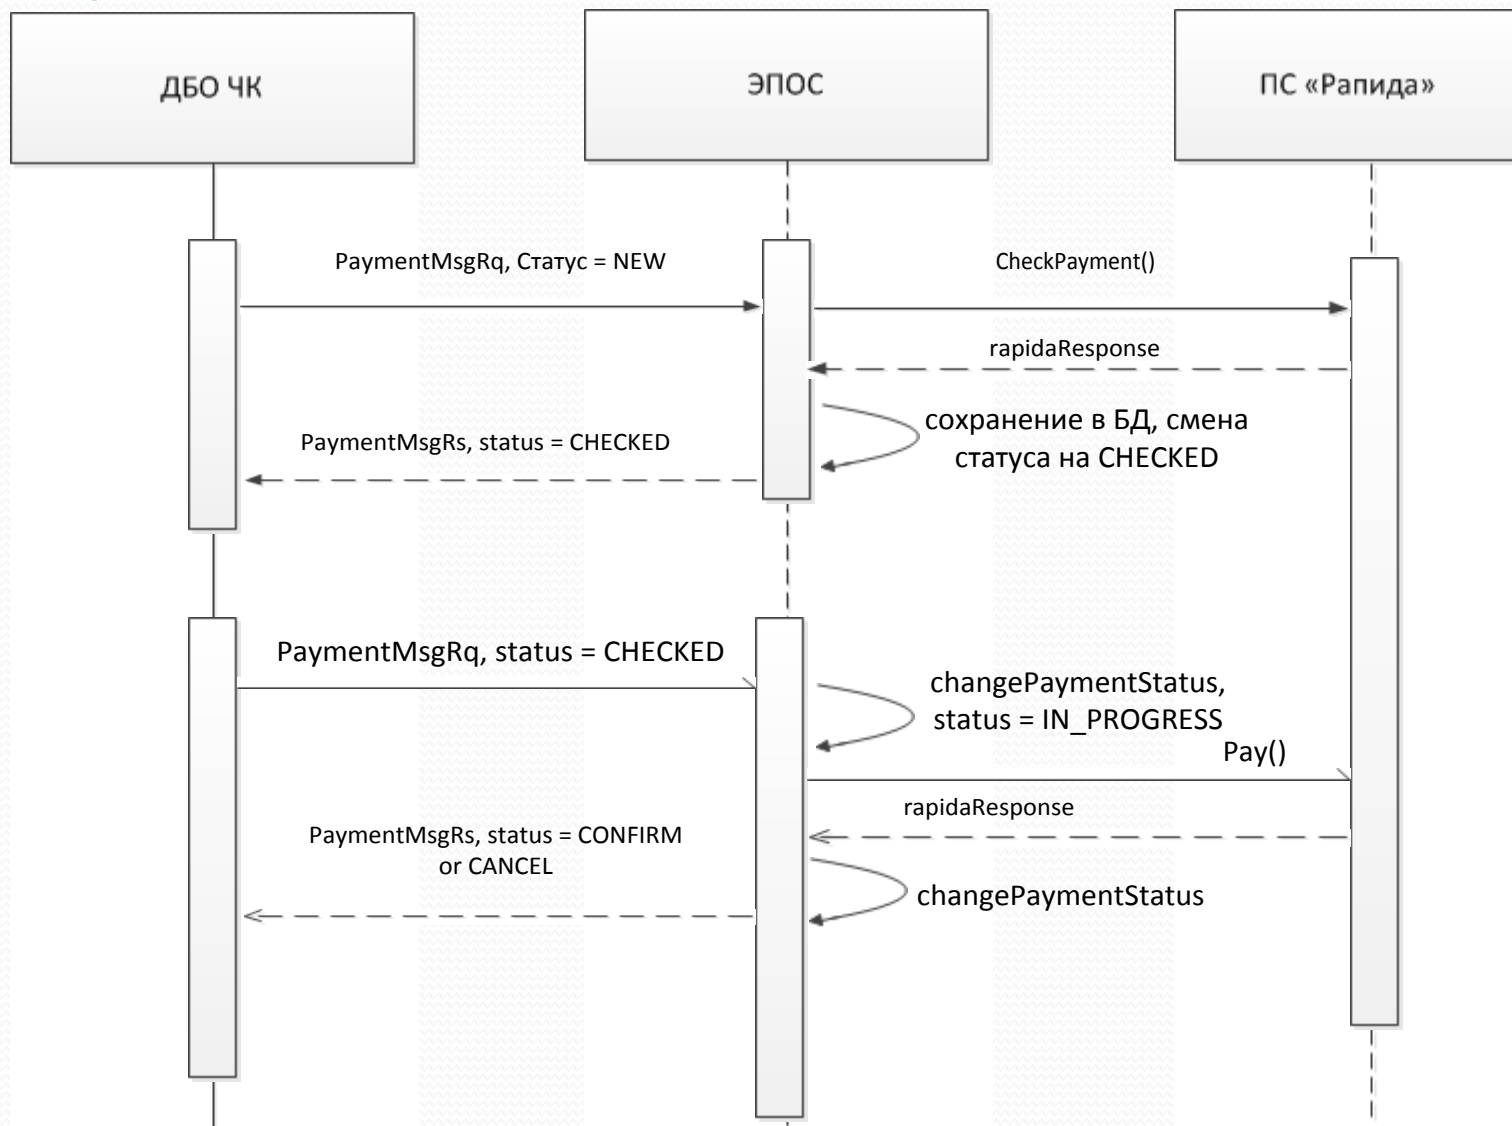 ДБО ЧК
ЭПОС
ПС «Рапида»
PaymentMsgRq, Статус = NEW
CheckPayment()
rapidaResponse
сохранение в БД, смена
статуса на CHECKED
PaymentMsgRs, status = CHECKED
PaymentMsgRq, status = CHECKED
changePaymentStatus,
status = IN_PROGRESS
Pay()
rapidaResponse
PaymentMsgRs, status = CONFIRM
or CANCEL
changePaymentStatus